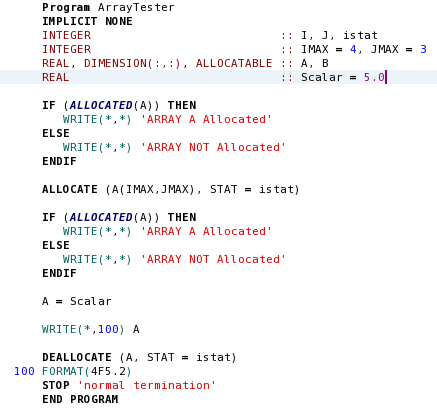 Program ArrayTester
IMPLICIT NONE
INTEGER :: I, J, istat
INTEGER :: IMAX = 4, JMAX = 3
REAL, DIMENSION(:,:), ALLOCATABLE :: A, B
REAL :: Scalar = 5.0
IF (ALLOCATED(A)) THEN
WRITE(*,*) 'ARRAY A Allocated'
ELSE
WRITE(*,*) 'ARRAY NOT Allocated'
ENDIF
ALLOCATE (A(IMAX,JMAX), STAT = istat)
IF (ALLOCATED(A)) THEN
WRITE(*,*) 'ARRAY A Allocated'
ELSE
WRITE(*,*) 'ARRAY NOT Allocated'
ENDIF
A = Scalar
WRITE(*,100) A
DEALLOCATE (A, STAT = istat)
100 FORMAT(4F5.2)
STOP 'normal termination'
END PROGRAM